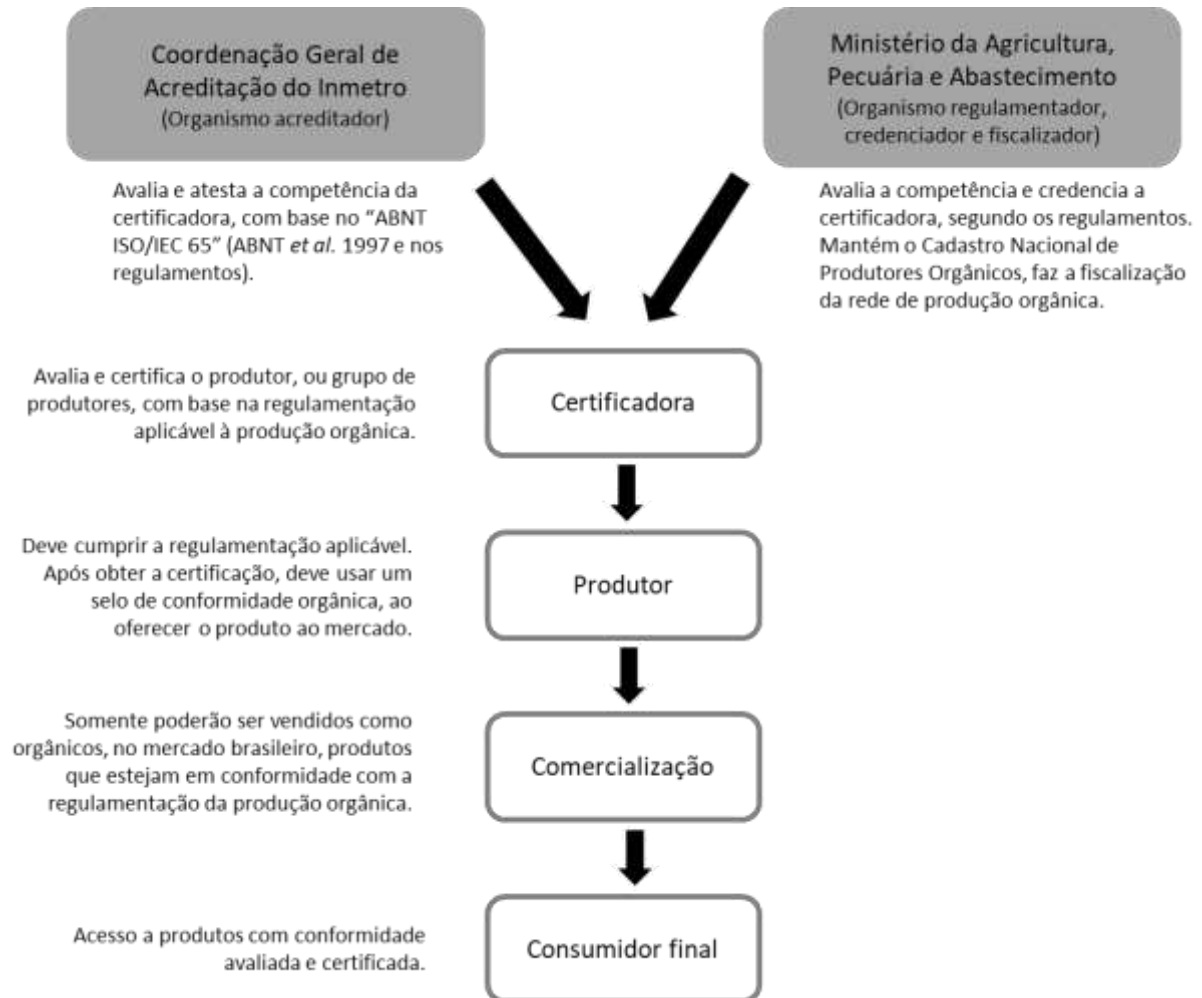 Coordenação Geral de
Acreditação do Inmetro
(Organismo acreditador)
Ministério da Agricultura,
Pecuária e Abastecimento
(Organismo regulamentador,
credenciador e fiscalizador)
Avalia e atesta a competência da
certificadora, com base no “ABNT
ISO/IEC 65” (ABNT et al. 1997 e nos
regulamentos).
Avalia a competência e credencia a
certificadora, segundo os regulamentos.
Mantém o Cadastro Nacional de
Produtores Orgânicos, faz a fiscalização
da rede de produção orgânica.
Avalia e certifica o produtor, ou grupo de
produtores, com base na regulamentação
aplicável à produção orgânica.
Certificadora
Deve cumprir a regulamentação aplicável.
Após obter a certificação, deve usar um
selo de conformidade orgânica, ao
oferecer o produto ao mercado.
Produtor
Somente poderão ser vendidos como
orgânicos, no mercado brasileiro, produtos
que estejam em conformidade com a
regulamentação da produção orgânica.
Comercialização
Acesso a produtos com conformidade
avaliada e certificada.
Consumidor final